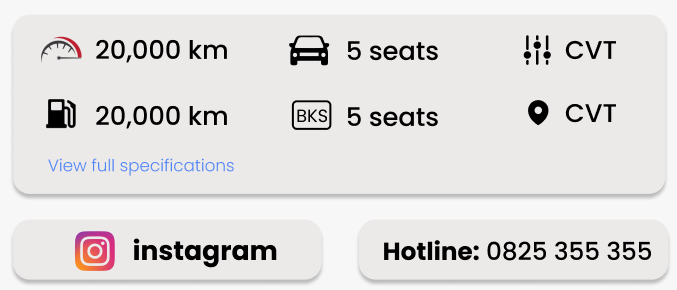 20,000 km 5 seats CVT
20,000 km BKS 5 seats CVT
View full specifications
instagram Hotline: 0825 355 355